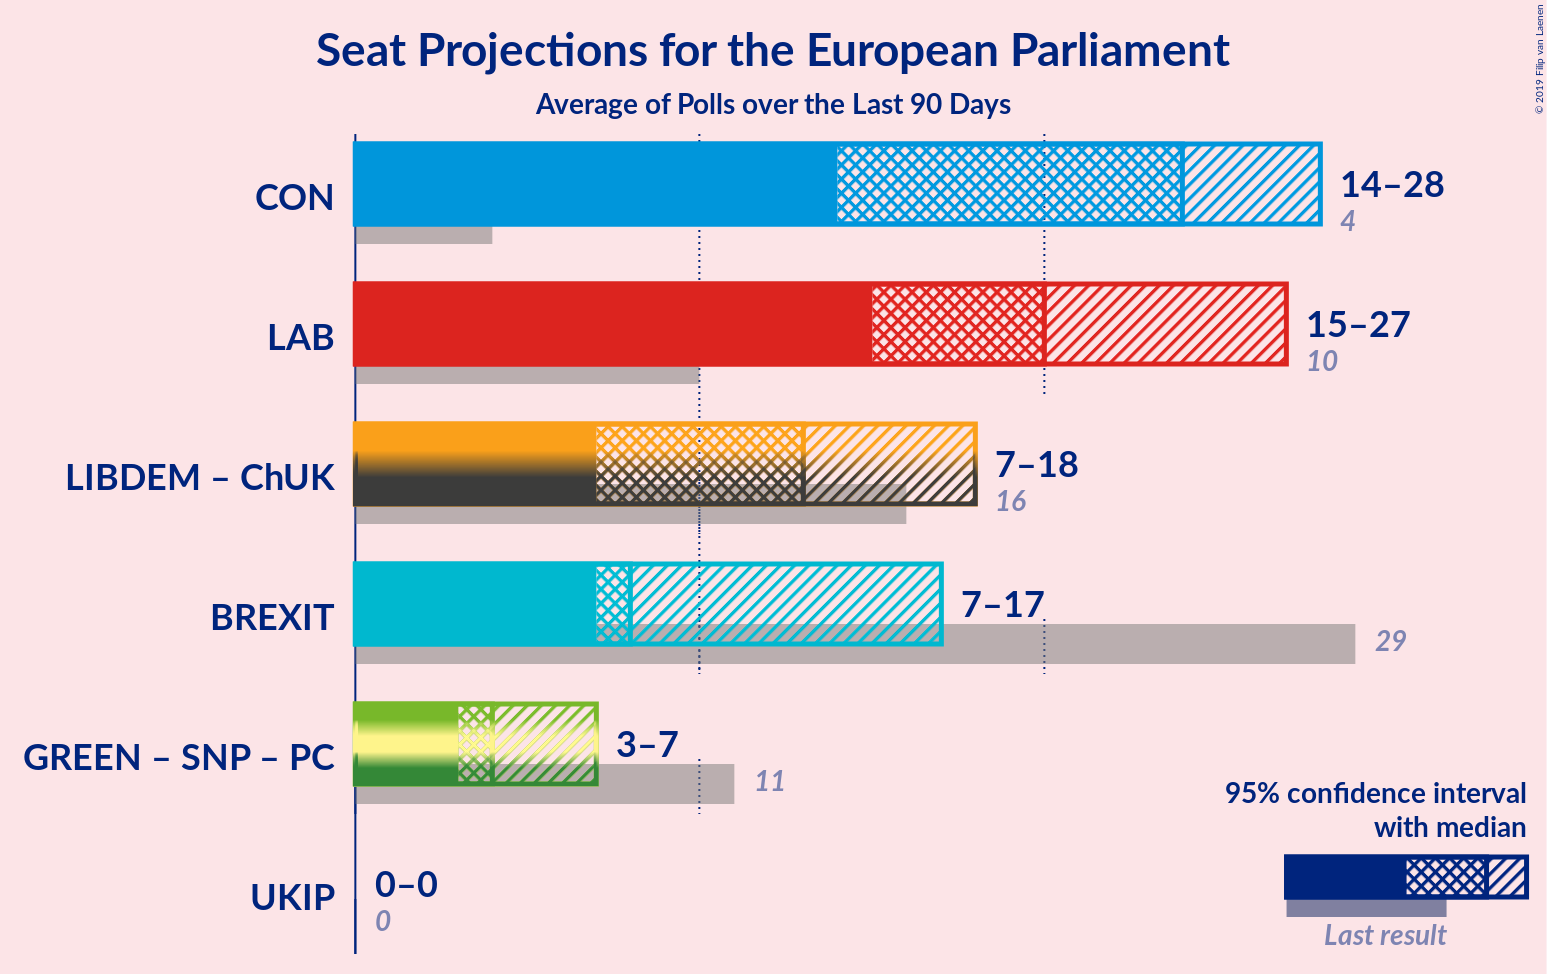 Seat Projections for the European Parliament
Average of Polls over the Last 90 Days
© 2019 Filip van Laenen
CON
14–28
4
LAB
15–27
10
LIBDEM – ChUK
7–18
16
BREXIT
7–17
29
GREEN – SNP – PC
3–7
11
UKIP
0–0
0
95% confidence interval
with median
Last result